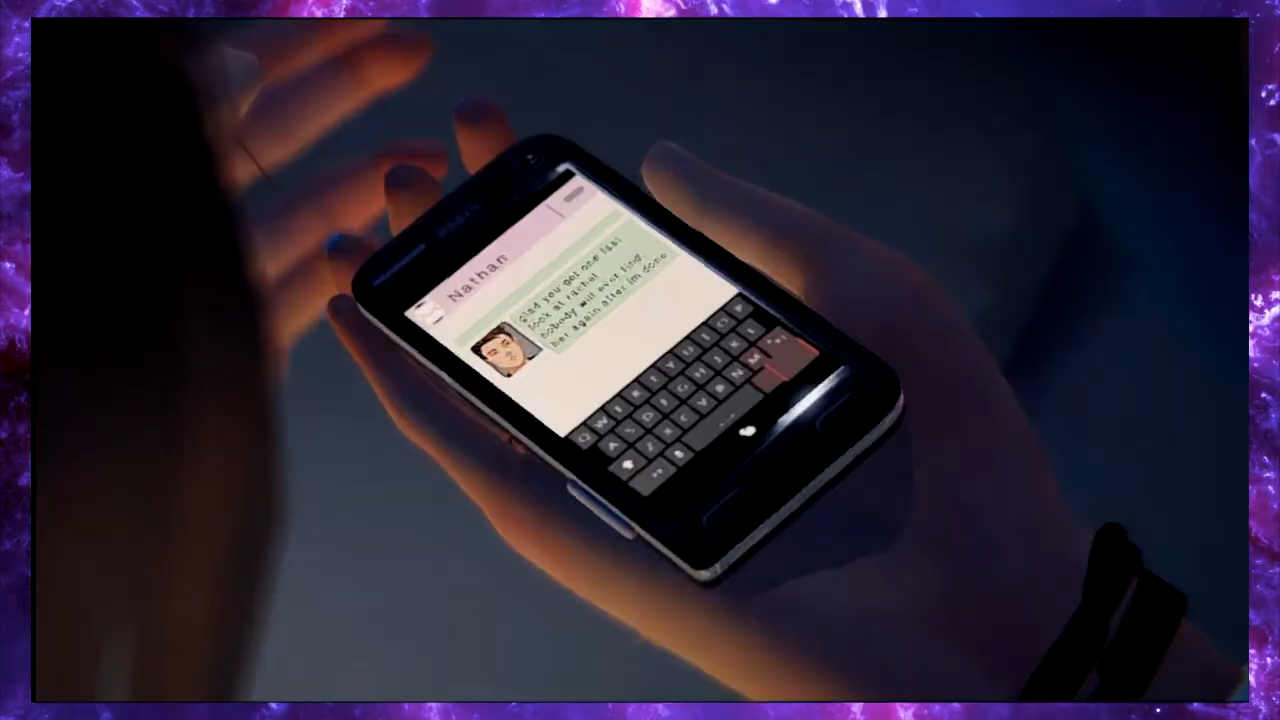 Nathan
glad you got one last
look at rachel
nobody will ever find
her again after im done
Q W E R T Y U I O P
A S D F G H J K L
Z X C V B N M